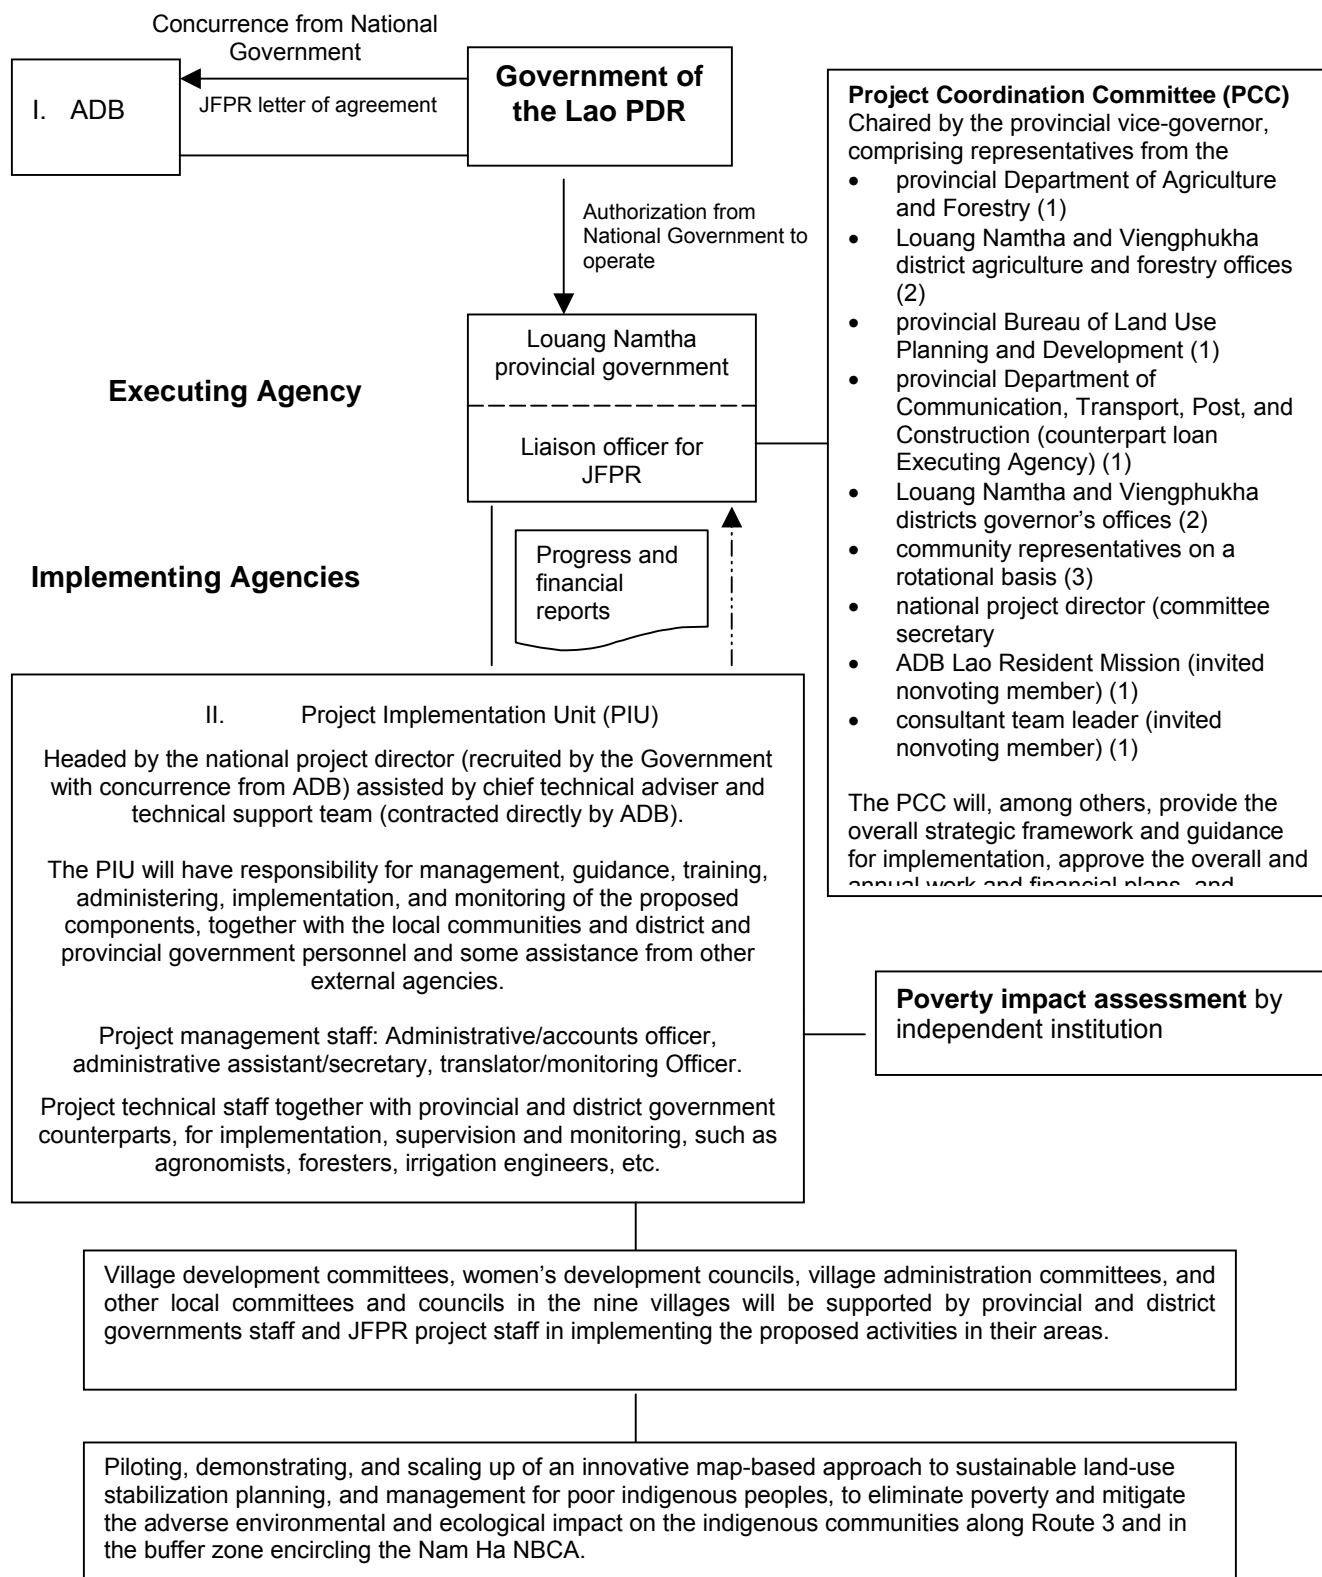 Concurrence from National
Government
I. ADB
JFPR letter of agreement
Government of
the Lao PDR
Authorization from
National Government to
operate
Project Coordination Committee (PCC)
Chaired by the provincial vice-governor,
comprising representatives from the
• provincial Department of Agriculture
and Forestry (1)
• Louang Namtha and Viengphukha
district agriculture and forestry offices
(2)
• provincial Bureau of Land Use
Planning and Development (1)
• provincial Department of
Communication, Transport, Post, and
Construction (counterpart loan
Executing Agency) (1)
• Louang Namtha and Viengphukha
districts governor's offices (2)
• community representatives on a
rotational basis (3)
• national project director (committee
secretary
• ADB Lao Resident Mission (invited
nonvoting member) (1)
• consultant team leader (invited
nonvoting member) (1)
The PCC will, among others, provide the
overall strategic framework and guidance
for implementation, approve the overall and
annual work and financial plans, and
Executing Agency
Louang Namtha
provincial government
Liaison officer for
JFPR
Implementing Agencies
Progress and
financial
reports
II. Project Implementation Unit (PIU)
Headed by the national project director (recruited by the Government
with concurrence from ADB) assisted by chief technical adviser and
technical support team (contracted directly by ADB).
The PIU will have responsibility for management, guidance, training,
administering, implementation, and monitoring of the proposed
components, together with the local communities and district and
provincial government personnel and some assistance from other
external agencies.
Project management staff: Administrative/accounts officer,
administrative assistant/secretary, translator/monitoring Officer.
Project technical staff together with provincial and district government
counterparts, for implementation, supervision and monitoring, such as
agronomists, foresters, irrigation engineers, etc.
Poverty impact assessment by
independent institution
Village development committees, women's development councils, village administration committees, and
other local committees and councils in the nine villages will be supported by provincial and district
governments staff and JFPR project staff in implementing the proposed activities in their areas.
Piloting, demonstrating, and scaling up of an innovative map-based approach to sustainable land-use
stabilization planning, and management for poor indigenous peoples, to eliminate poverty and mitigate
the adverse environmental and ecological impact on the indigenous communities along Route 3 and in
the buffer zone encircling the Nam Ha NBCA.